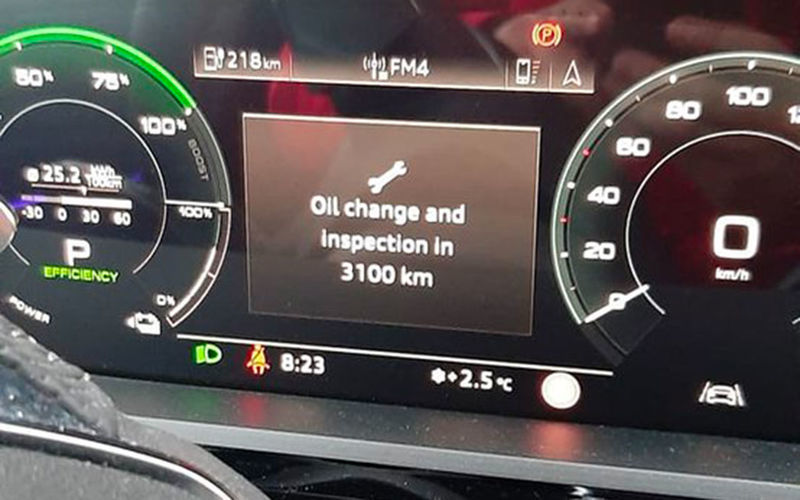 218 km
FM4
(P)
50%
75%
100%
BOOST
ø 25.2 kWh/100km
-30 0 30 60
400%
P
EFFICIENCY
0%
POWER
Oil change and
inspection in
3100 km
20
40
60
80
100
0
km/h
8:23
+2.5 °C